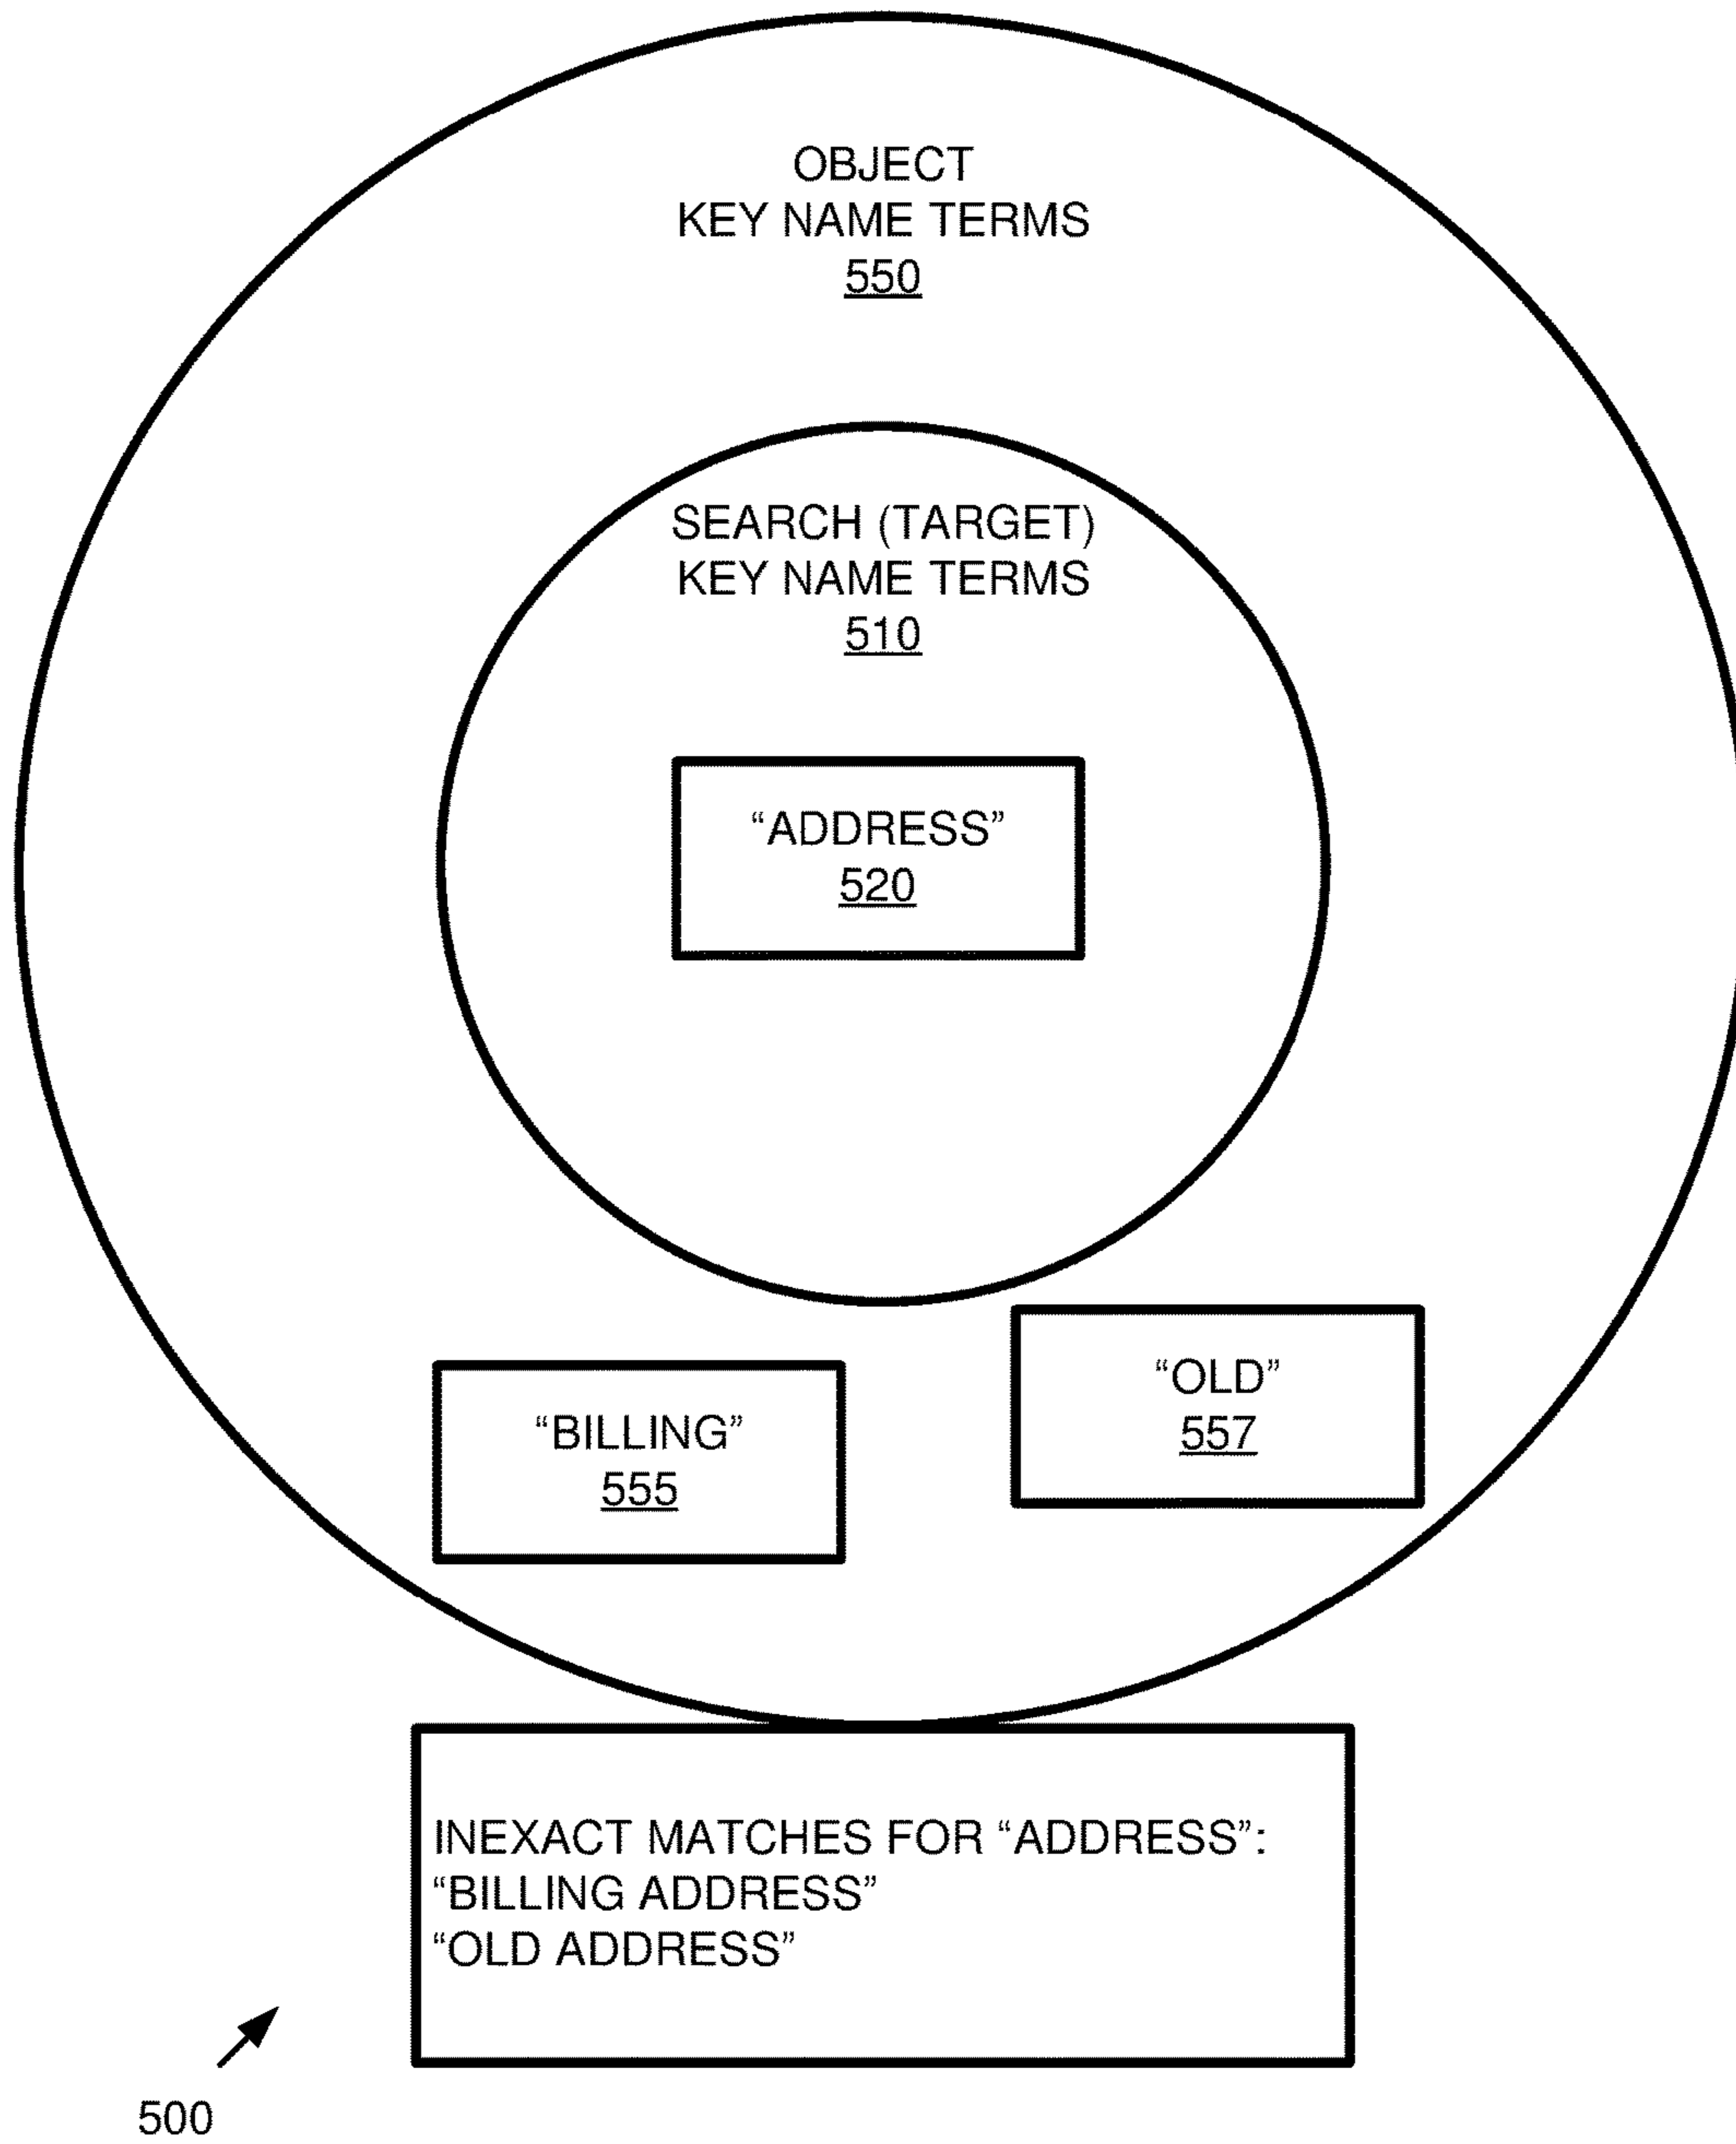 OBJECT
KEY NAME TERMS
550
SEARCH (TARGET)
KEY NAME TERMS
510
“ADDRESS”
520
“OLD”
557
“BILLING”
555
INEXACT MATCHES FOR “ADDRESS”:
“BILLING ADDRESS”
“OLD ADDRESS”
500